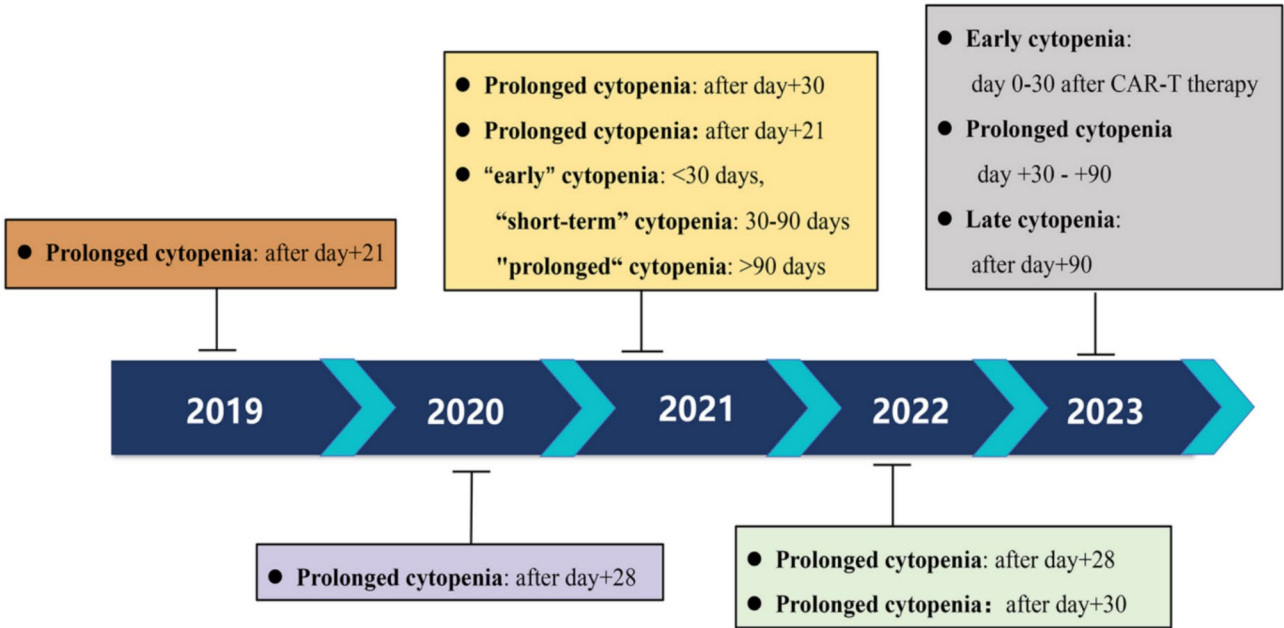 ● Prolonged cytopenia: after day+21
● Prolonged cytopenia: after day+30
● Prolonged cytopenia: after day+21
● “early” cytopenia: <30 days,
“short-term” cytopenia: 30-90 days
"prolonged“ cytopenia: >90 days
● Early cytopenia:
day 0-30 after CAR-T therapy
● Prolonged cytopenia
day +30 - +90
● Late cytopenia:
after day+90
2019
2020
2021
2022
2023
● Prolonged cytopenia: after day+28
● Prolonged cytopenia: after day+28
● Prolonged cytopenia：after day+30